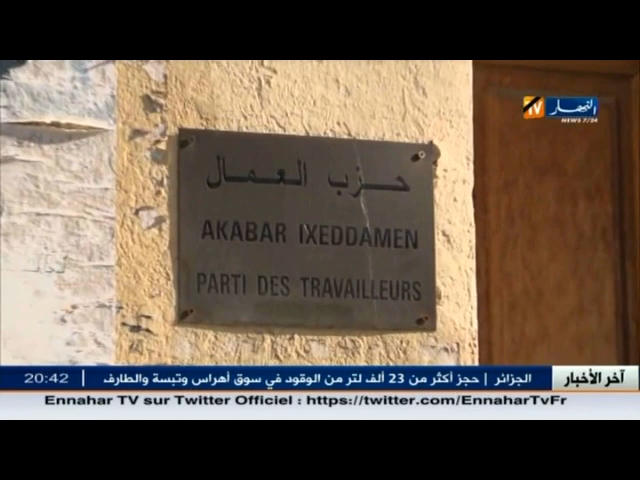 النهار TV
NEWS 7/24
حزب العمال
AKABAR IXEDDAMEN
PARTI DES TRAVAILLEURS
آخر الأخبار
الجزائر | حجز أكثر من 23 ألف لتر من الوقود في سوق أهراس وتبسة والطارف
20:42
Ennahar TV sur Twitter Officiel : https://twitter.com/EnnaharTvFr